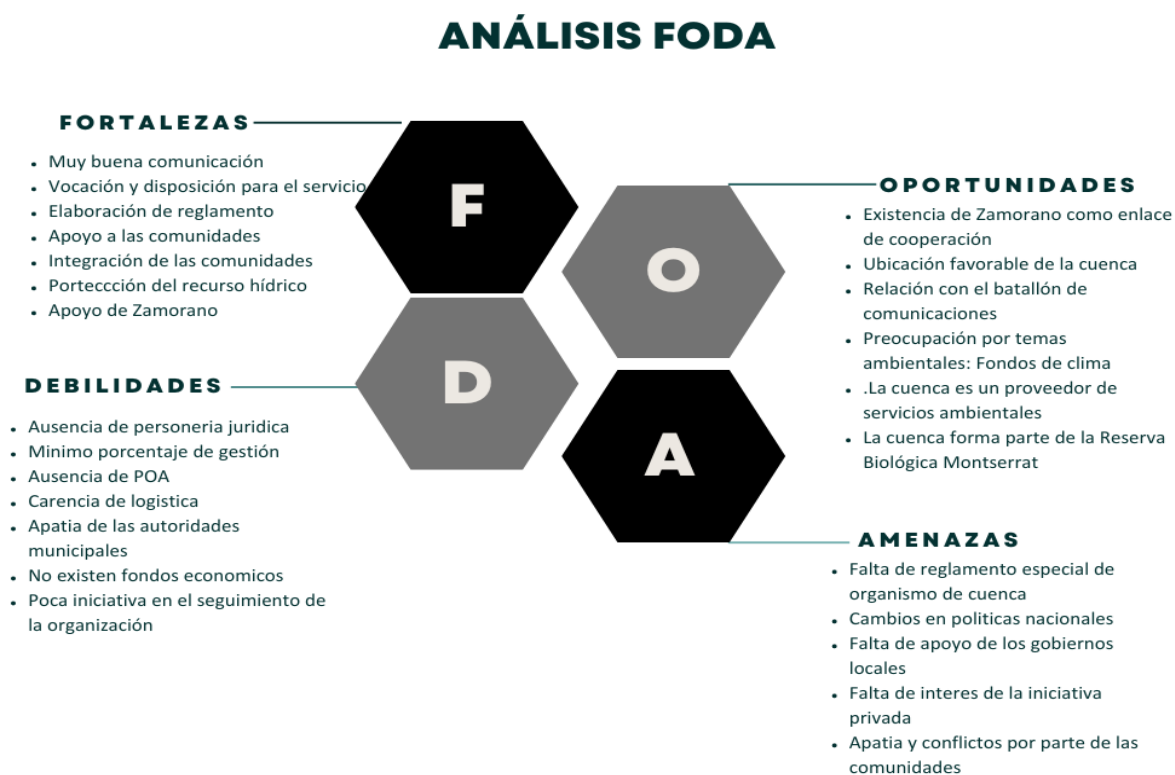 ANÁLISIS FODA
FORTALEZAS
• Muy buena comunicación
• Vocación y disposición para el servicio
• Elaboración de reglamento
• Apoyo a las comunidades
• Integración de las comunidades
• Porteccción del recurso hídrico
• Apoyo de Zamorano
F
OPORTUNIDADES
• Existencia de Zamorano como enlace
de cooperación
• Ubicación favorable de la cuenca
• Relación con el batallón de
comunicaciones
• Preocupación por temas
ambientales: Fondos de clima
• .La cuenca es un proveedor de
servicios ambientales
• La cuenca forma parte de la Reserva
Biológica Montserrat
O
DEBILIDADES
• Ausencia de personeria juridica
• Minimo porcentaje de gestión
• Ausencia de POA
• Carencia de logistica
• Apatia de las autoridades
municipales
• No existen fondos economicos
• Poca iniciativa en el seguimiento de
la organización
D
A
AMENAZAS
• Falta de reglamento especial de
organismo de cuenca
• Cambios en politicas nacionales
• Falta de apoyo de los gobiernos
locales
• Falta de interes de la iniciativa
privada
• Apatia y conflictos por parte de las
comunidades